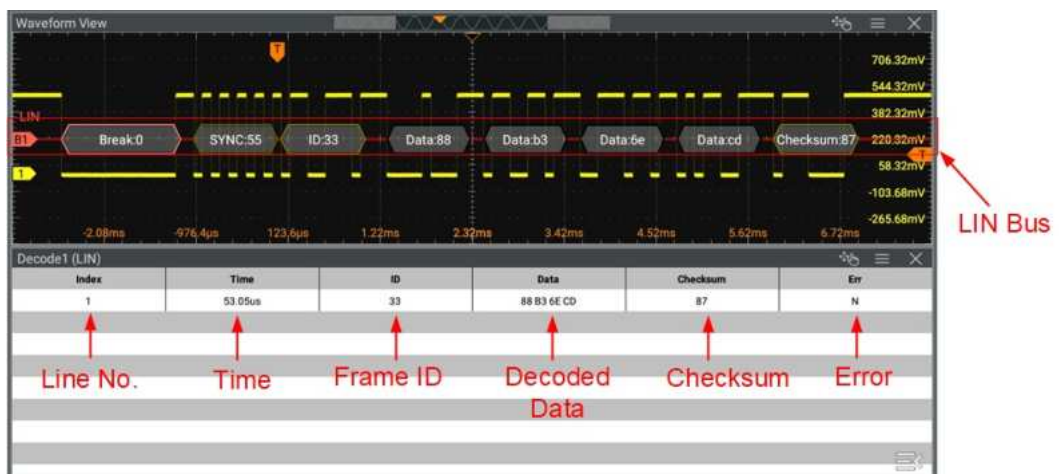 Waveform View
T
706.32mV
544.32mV
382.32mV
LIN
B1 Break:0 SYNC:55 ID:33 Data:88 Data:b3 Data:6e Data:cd Checksum:87 220.32mV
T
1 58.32mV
-103.68mV
-265.68mV
LIN Bus
-2.08ms -976.4µs 123.6µs 1.22ms 2.32ms 3.42ms 4.52ms 5.62ms 6.72ms
Decode1 (LIN)
Index Time ID Data Checksum Err
1 53.05us 33 88 B3 6E CD 87 N
Line No. Time Frame ID Decoded Data Checksum Error